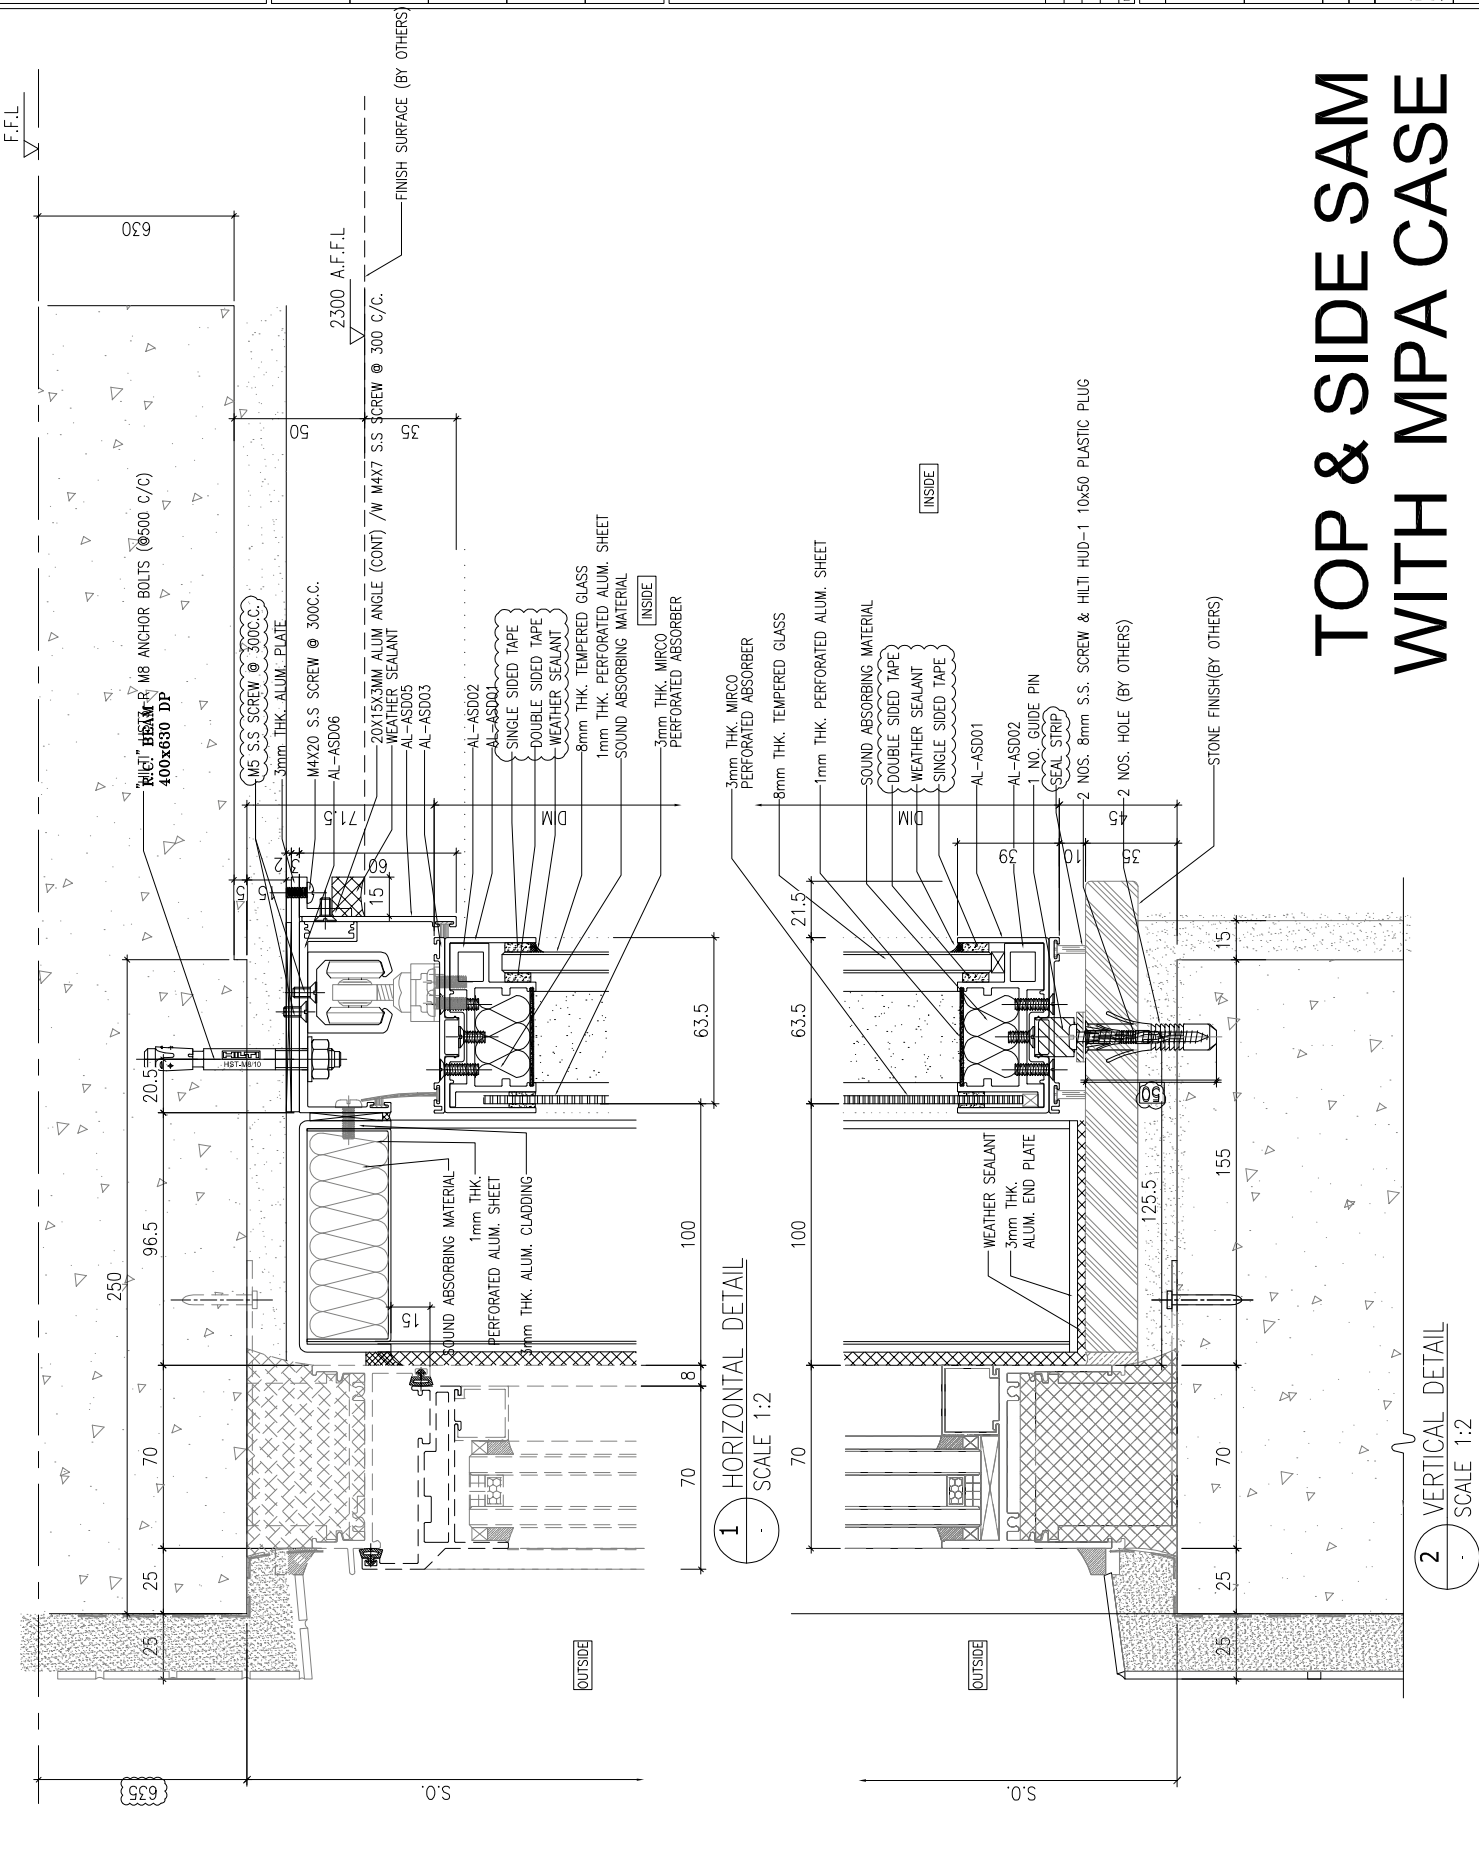 TOP & SIDE SAM
WITH MPA CASE
F.F.L
630
2300 A.F.F.L
FINISH SURFACE (BY OTHERS)
50
35
R.C. BEAM
400x630 DP
M8 ANCHOR BOLTS (@500 C/C)
M5 S.S SCREW @ 300C.C.
3mm THK. ALUM. PLATE
M4X20 S.S SCREW @ 300C.C.
AL-ASD06
20X15X3MM ALUM ANGLE (CONT) /W M4X7 S.S SCREW @ 300 C/C.
WEATHER SEALANT
AL-ASD05
AL-ASD03
AL-ASD02
AL-ASD01
SINGLE SIDED TAPE
DOUBLE SIDED TAPE
WEATHER SEALANT
8mm THK. TEMPERED GLASS
1mm THK. PERFORATED ALUM. SHEET
SOUND ABSORBING MATERIAL
INSIDE
3mm THK. MIRCO
PERFORATED ABSORBER
71.5
DIM
3
2
60
15
5
15
HILTI
HST-M8/10
20.5
96.5
250
70
25
25
63.5
100
8
70
15
SOUND ABSORBING MATERIAL
1mm THK.
PERFORATED ALUM. SHEET
3mm THK. ALUM. CLADDING
OUTSIDE
635
S.O.
1
-
HORIZONTAL DETAIL
SCALE 1:2
INSIDE
3mm THK. MIRCO
PERFORATED ABSORBER
8mm THK. TEMPERED GLASS
1mm THK. PERFORATED ALUM. SHEET
SOUND ABSORBING MATERIAL
DOUBLE SIDED TAPE
WEATHER SEALANT
SINGLE SIDED TAPE
AL-ASD01
AL-ASD02
1 NO. GUIDE PIN
SEAL STRIP
2 NOS. 8mm S.S. SCREW & HILTI HUD-1 10x50 PLASTIC PLUG
2 NOS. HOLE (BY OTHERS)
STONE FINISH(BY OTHERS)
DIM
45
39
10
35
21.5
63.5
100
70
15
50
155
125.5
70
25
25
WEATHER SEALANT
3mm THK.
ALUM. END PLATE
OUTSIDE
S.O.
2
-
VERTICAL DETAIL
SCALE 1:2